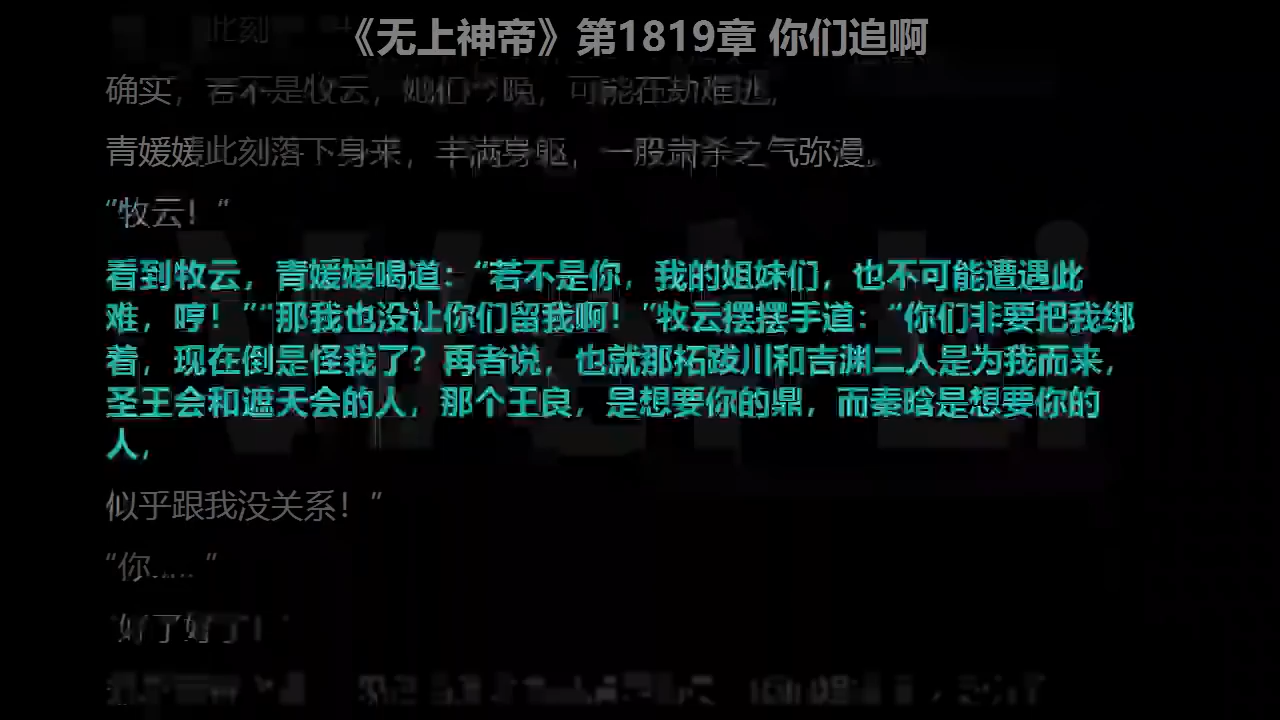 此刻
《无上神帝》第1819章 你们追啊
确实，若不是牧云，她们今晚，可能在劫难逃，
青媛媛此刻落下身来，丰满身躯，一股肃杀之气弥漫。
“牧云！“
看到牧云，青媛媛喝道：“若不是你，我的姐妹们，也不可能遭遇此
难，哼！”“那我也没让你们留我啊！”牧云摆摆手道：“你们非要把我绑
着，现在倒是怪我了？再者说，也就那拓跋川和吉渊二人是为我而来，
圣王会和遮天会的人，那个王良，是想要你的鼎，而秦晗是想要你的
人，
似乎跟我没关系！”
“你……”
“好了好了！”